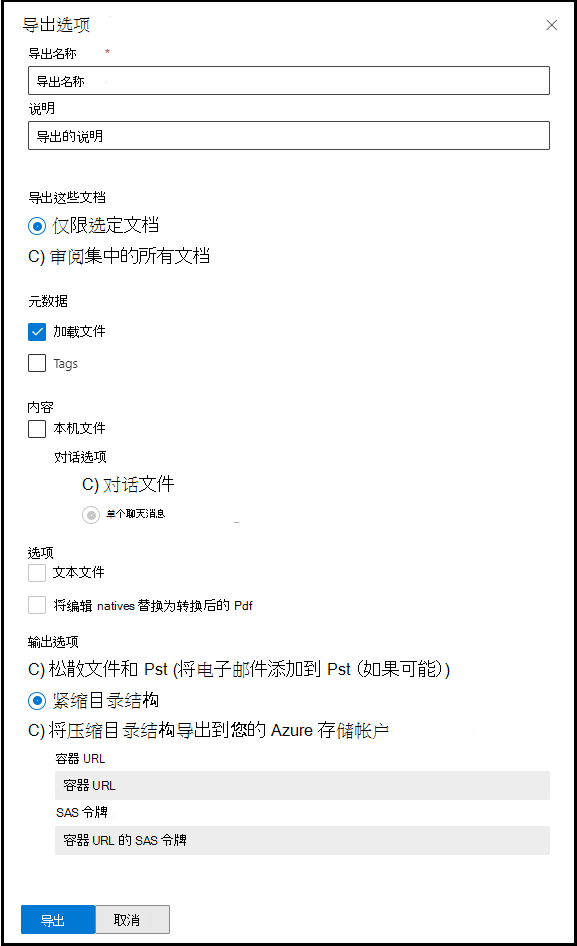 导出选项
导出名称 *
导出名称
说明
导出的说明
导出这些文档
仅限选定文档
C) 审阅集中的所有文档
元数据
加载文件
Tags
内容
本机文件
对话选项
C) 对话文件
单个聊天消息
选项
文本文件
将编辑 natives 替换为转换后的 Pdf
输出选项
C) 松散文件和 Pst (将电子邮件添加到 Pst（如果可能）)
紧缩目录结构
C) 将压缩目录结构导出到您的 Azure 存储帐户
容器 URL
容器 URL
SAS 令牌
容器 URL 的 SAS 令牌
导出 取消